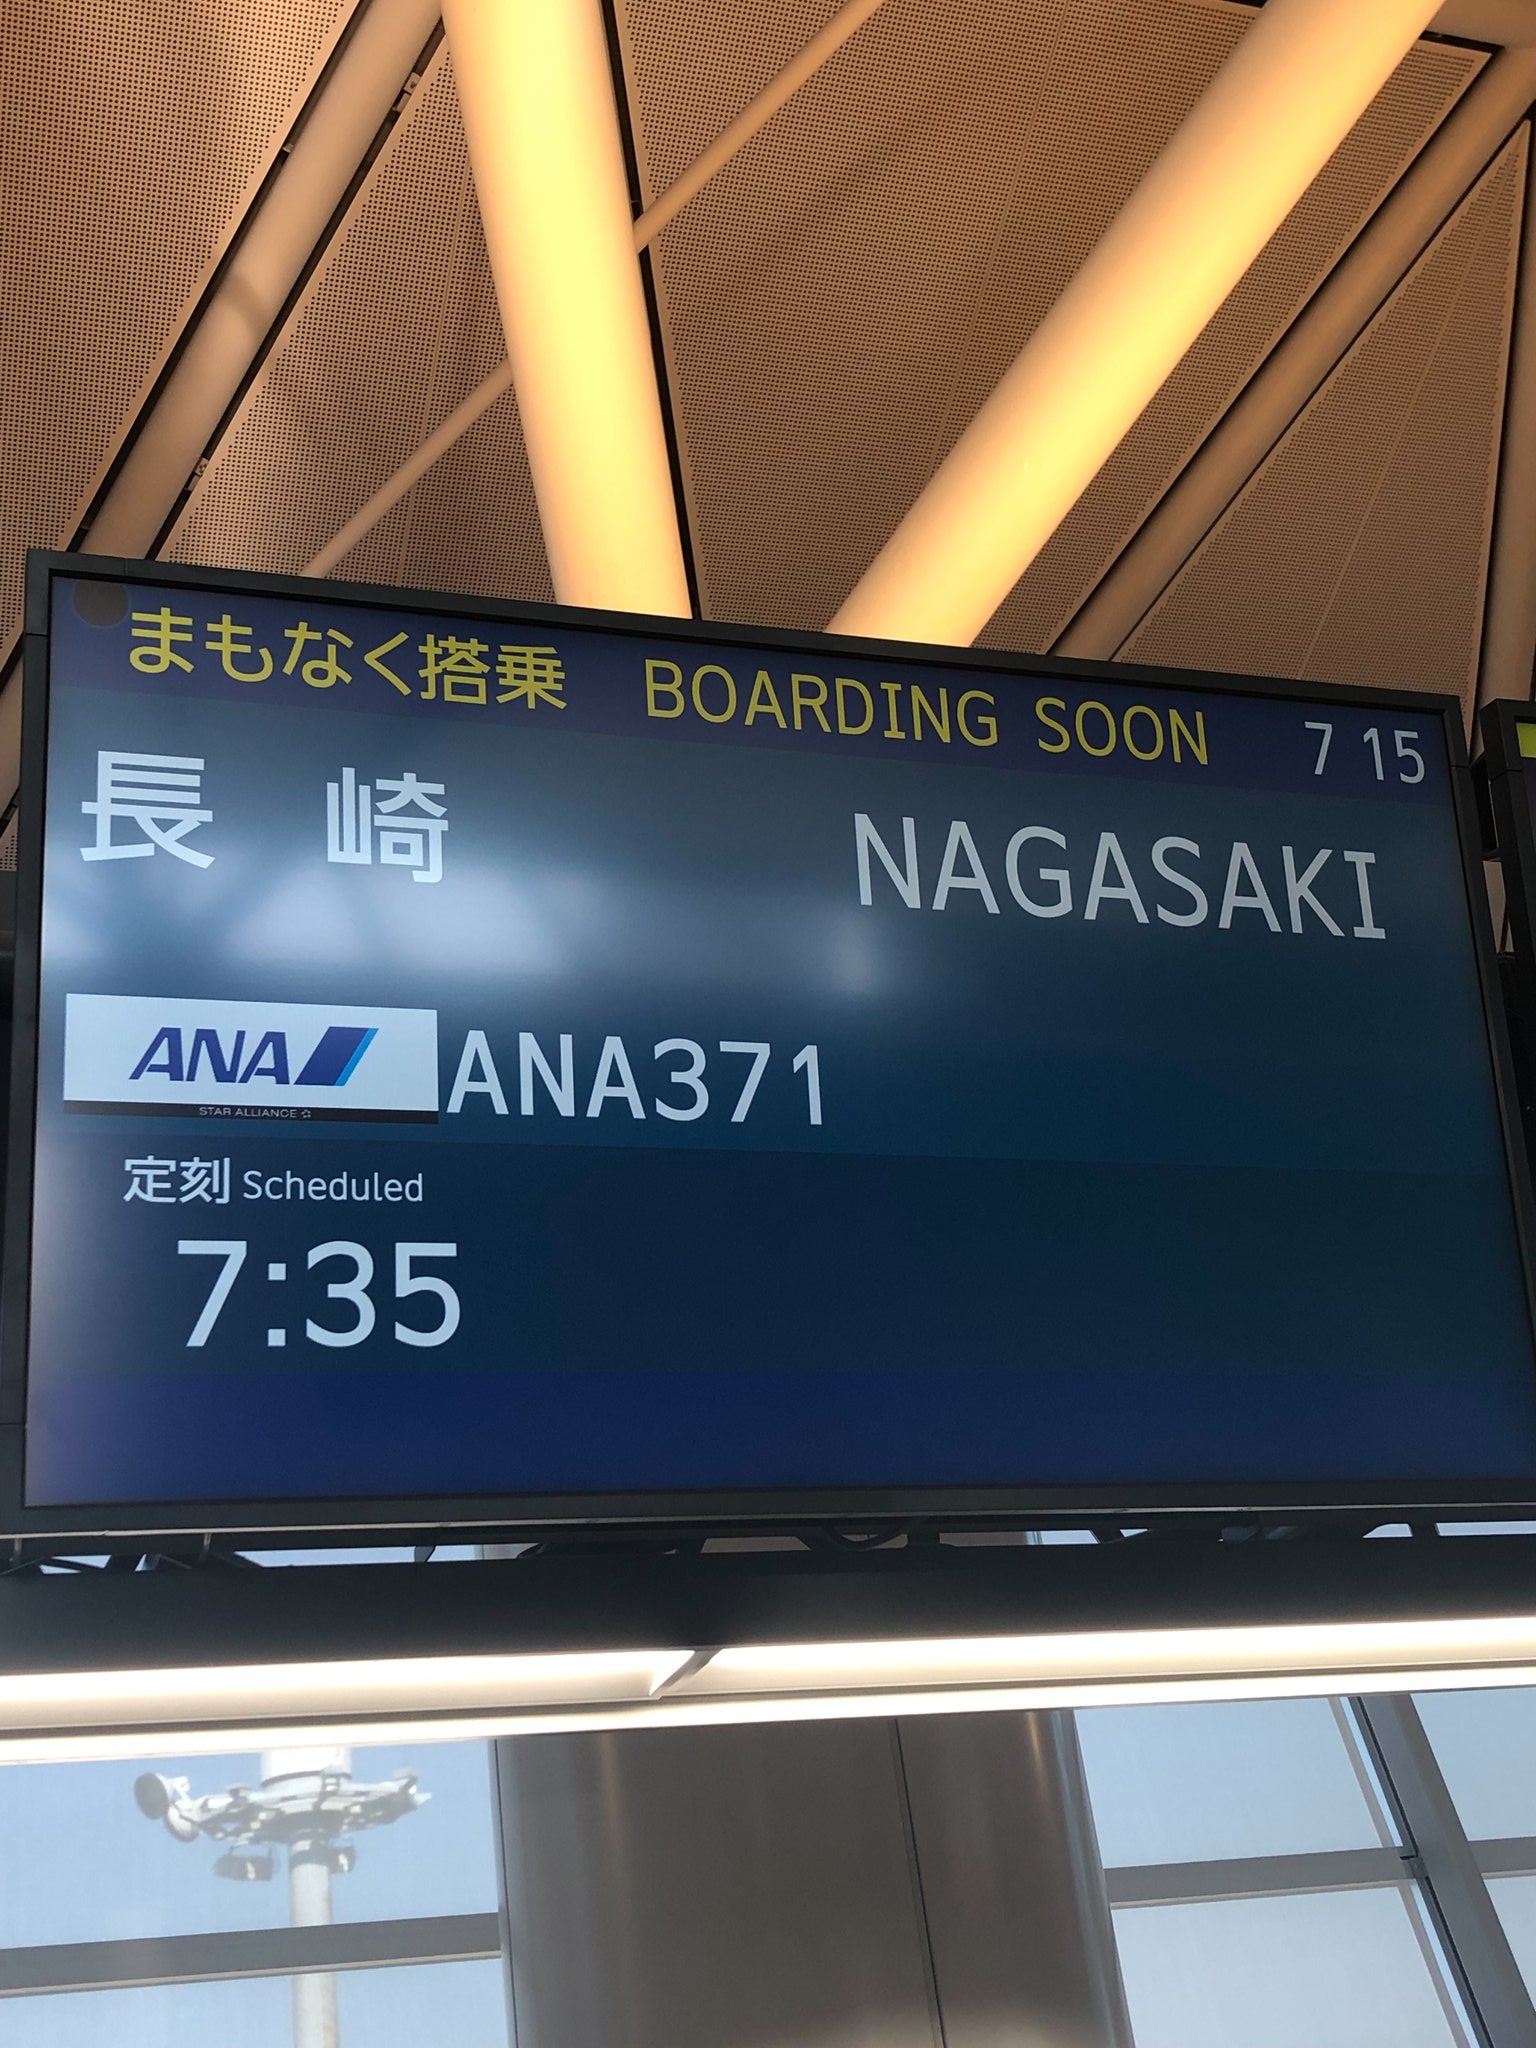 まもなく搭乗 BOARDING SOON 7 15
長崎 NAGASAKI
ANA ANA371
STAR ALLIANCE
定刻 Scheduled
7:35